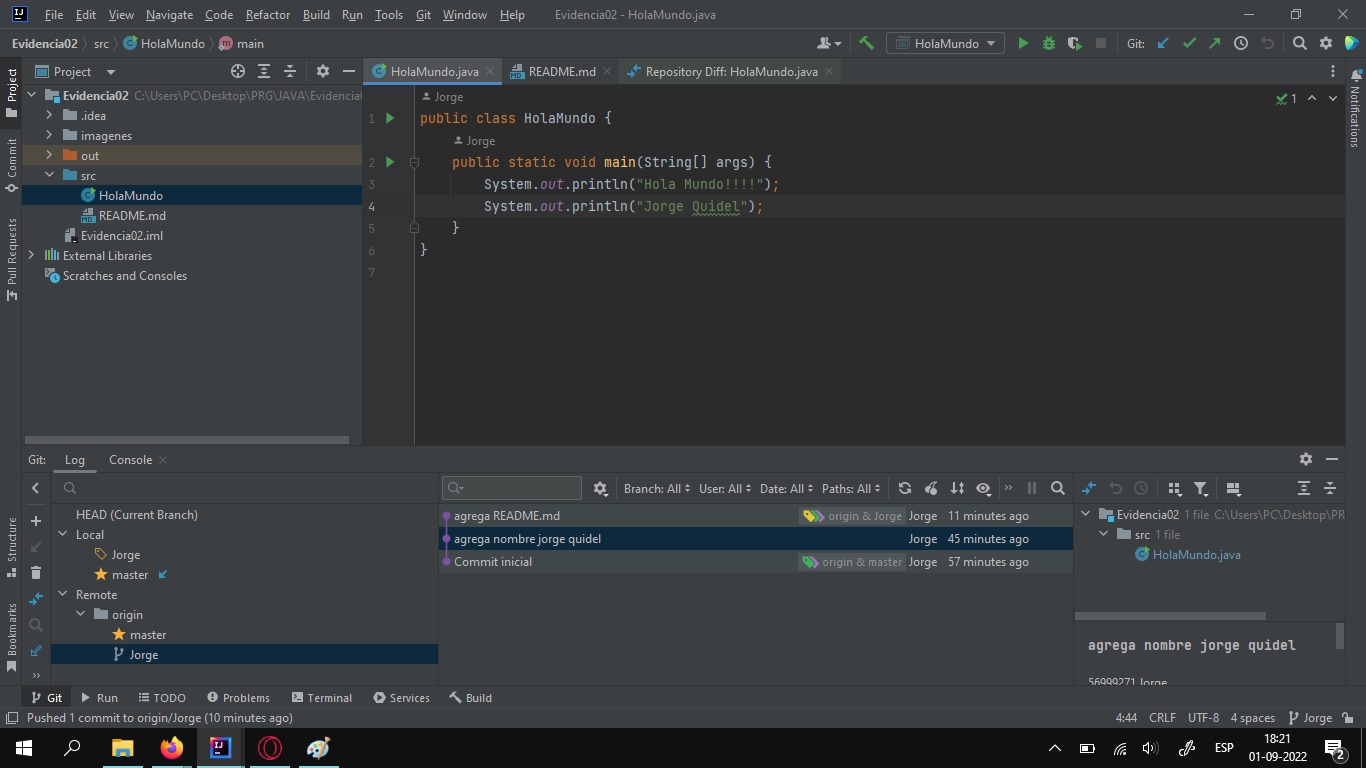 File Edit View Navigate Code Refactor Build Run Tools Git Window Help Evidencia02 - HolaMundo.java
Evidencia02 src HolaMundo main HolaMundo Git:
Project
HolaMundo.java README.md Repository Diff: HolaMundo.java
Project
Commit
Pull Requests
Structure
Bookmarks
Notifications
Evidencia02 C:\Users\PC\Desktop\PRG\JAVA\Evidencia
.idea
imagenes
out
src
HolaMundo
README.md
Evidencia02.iml
External Libraries
Scratches and Consoles
Jorge
1
1 public class HolaMundo {
Jorge
2 public static void main(String[] args) {
3 System.out.println("Hola Mundo!!!!");
4 System.out.println("Jorge Quidel");
5 }
6 }
7
Git: Log Console
HEAD (Current Branch)
Local
Jorge
master
Remote
origin
master
Jorge
Branch: All User: All Date: All Paths: All
agrega README.md origin & Jorge Jorge 11 minutes ago
agrega nombre jorge quidel Jorge 45 minutes ago
Commit inicial origin & master Jorge 57 minutes ago
Evidencia02 1 file C:\Users\PC\Desktop\PR
src 1 file
HolaMundo.java
agrega nombre jorge quidel
56999271 Jorge
Git Run TODO Problems Terminal Services Build
Pushed 1 commit to origin/Jorge (10 minutes ago) 4:44 CRLF UTF-8 4 spaces Jorge
ESP
18:21
01-09-2022
2